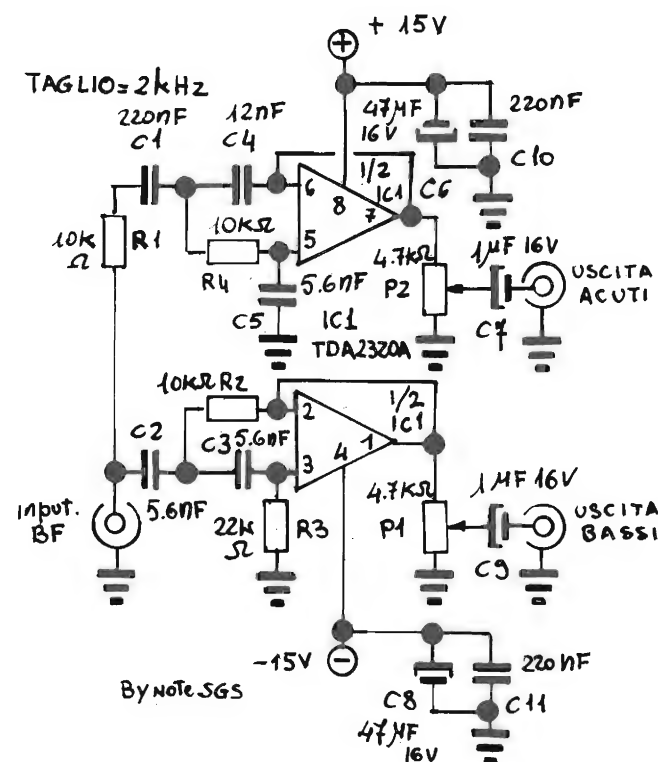 + 15V
TAGLIO=2kHz
220nF
C1
12nF
C4
47µF
16V
220nF
C10
1/2
IC1
C6
6
8
7
5
10kΩ
R4
10k
Ω
R1
5.6nF
C5
IC1
TDA2320A
4.7kΩ
P2
1µF 16V
C7
USCITA
ACUTI
10kΩ R2
C2
5.6nF
C3
5.6nF
2
3
4
1
1/2
IC1
input.
BF
22k
Ω
R3
4.7kΩ
P1
1µF 16V
C9
USCITA
BASSI
-15V
BY NOTE SGS
C8
47µF
16V
220nF
C11